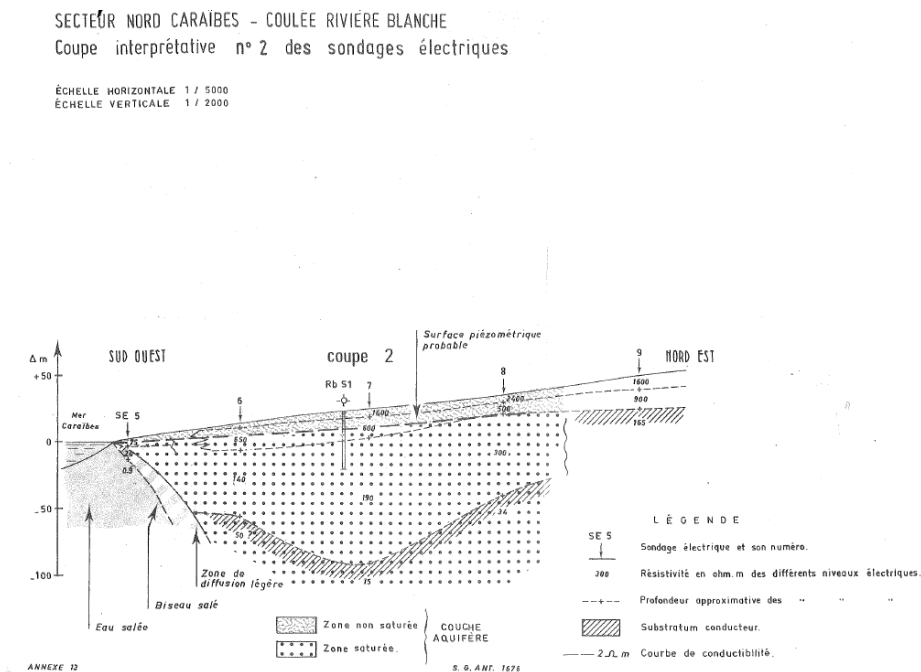 SECTEUR NORD CARAÏBES - COULÉE RIVIÈRE BLANCHE
Coupe interprétative n° 2 des sondages électriques
ÉCHELLE HORIZONTALE 1 / 5000
ÉCHELLE VERTICALE 1 / 2000
Surface piézométrique
probable
Δ m
SUD OUEST
coupe 2
9
NORD EST
+50
8
1600
Rb S1
7
6
2400
900
Mer
Caraïbes
SE 5
1400
500
600
165
0
650
300
0.5
140
190
-50
34
50 ?
15
-100
LÉGENDE
SE 5
Sondage électrique et son numéro.
300 Résistivité en ohm.m des différents niveaux électriques.
--+-- Profondeur approximative des " " "
Substratum conducteur.
2 Ω m Courbe de conductibilité.
Zone de
diffusion légère
Biseau salé
Eau salée
Zone non saturée
Zone saturée.
COUCHE
AQUIFÈRE
ANNEXE 12
S. G. ANT. 1676